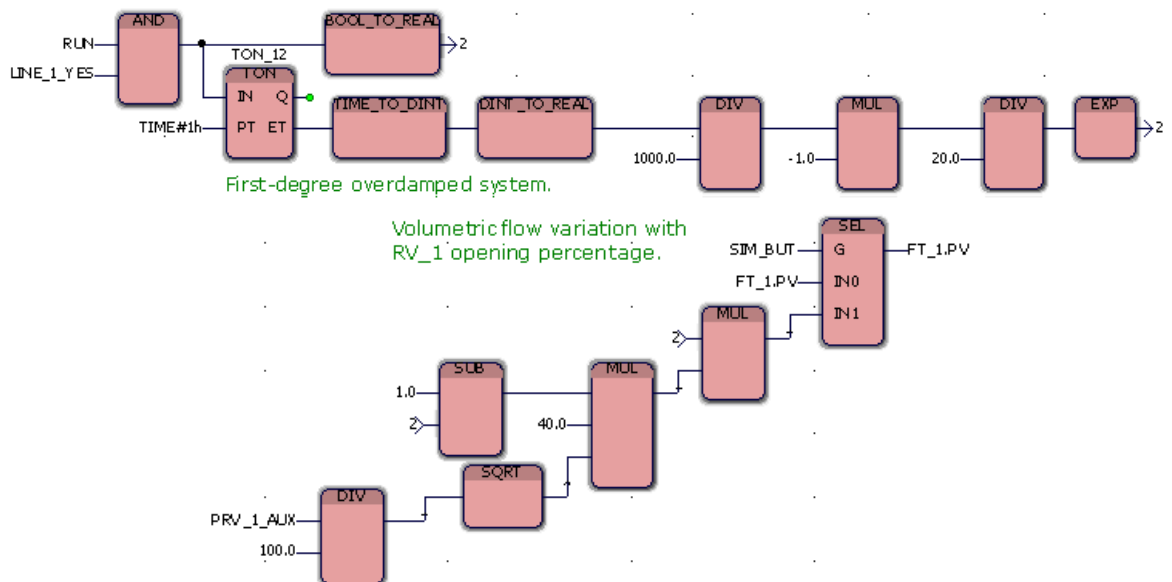 AND
BOOL_TO_REAL
RUN
2
LINE_1_YES
TON_12
TON
IN Q
TIME#1h
PT ET
TIME_TO_DINT
DINT_TO_REAL
DIV
1000.0
MUL
-1.0
DIV
20.0
EXP
2
First-degree overdamped system.
Volumetric flow variation with
RV_1 opening percentage.
SEL
SIM_BUT
G
FT_1.PV
FT_1.PV
IN0
IN1
MUL
2
SUB
1.0
2
MUL
40.0
SQRT
DIV
PRV_1_AUX
100.0